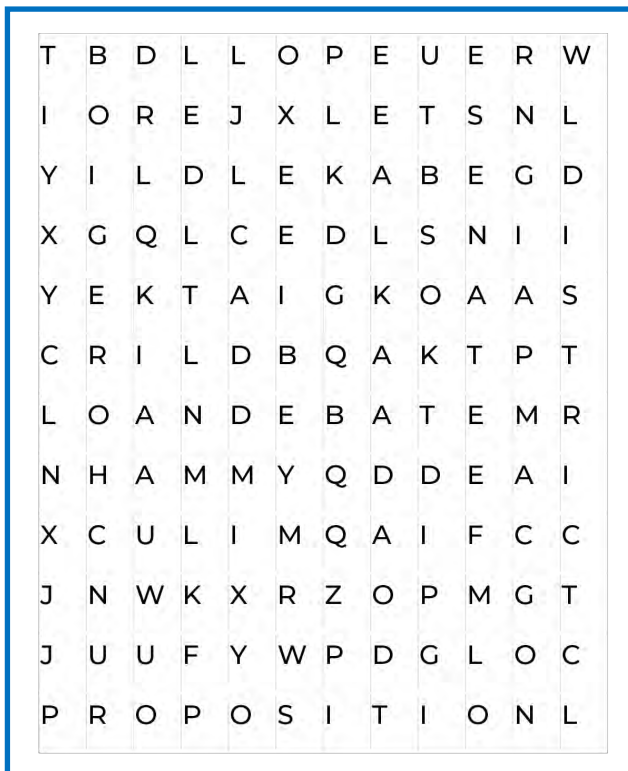 T B D L L O P E U E R W
I O R E J X L E T S N L
Y I L D L E K A B E G D
X G Q L C E D L S N I I
Y E K T A I G K O A A S
C R I L D B Q A K T P T
L O A N D E B A T E M R
N H A M M Y Q D D E A I
X C U L I M Q A I F C C
J N W K X R Z O P M G T
J U U F Y W P D G L O C
P R O P O S I T I O N L